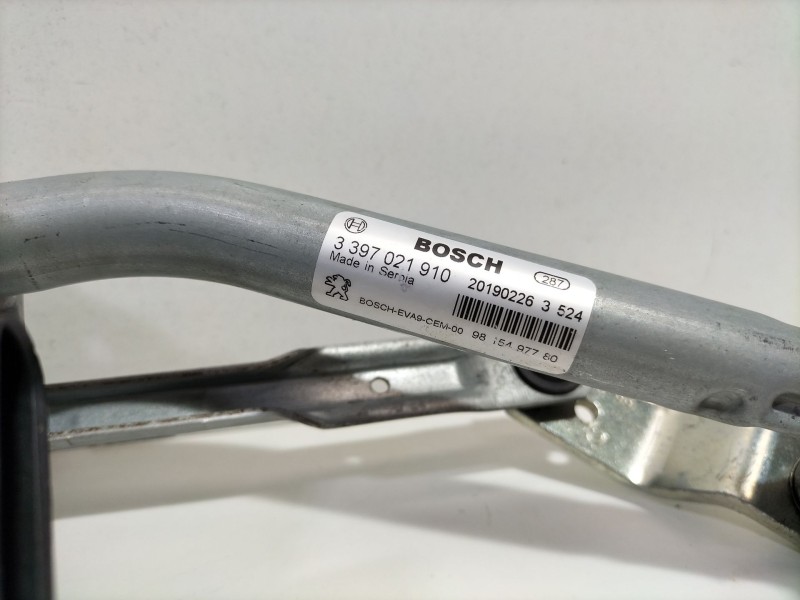 BOSCH
3 397 021 910
Made in Serbia
287
20190226 3 524
BOSCH-EVA9-CEM-00 98 154 977 80